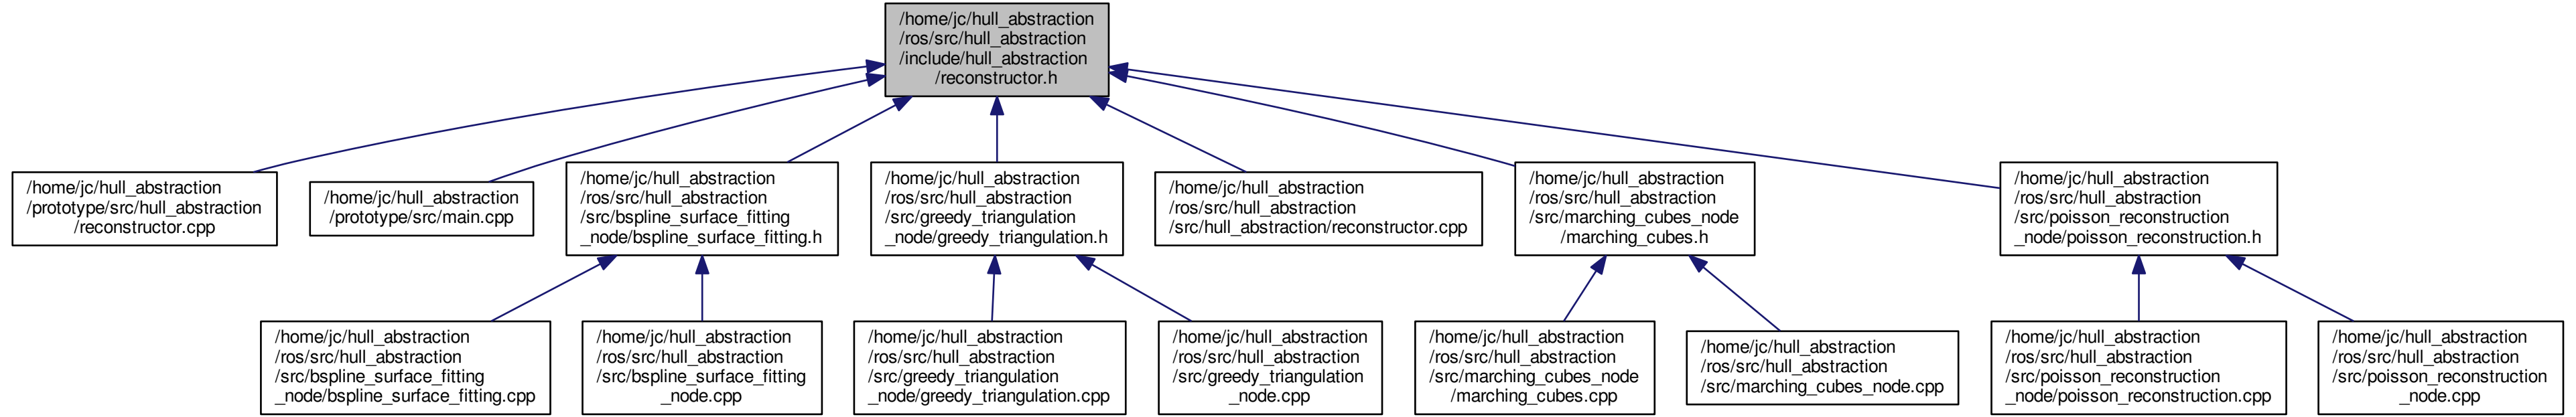 /home/jc/hull_abstraction
/ros/src/hull_abstraction
/include/hull_abstraction
/reconstructor.h
/home/jc/hull_abstraction
/prototype/src/hull_abstraction
/reconstructor.cpp
/home/jc/hull_abstraction
/prototype/src/main.cpp
/home/jc/hull_abstraction
/ros/src/hull_abstraction
/src/bspline_surface_fitting
_node/bspline_surface_fitting.h
/home/jc/hull_abstraction
/ros/src/hull_abstraction
/src/greedy_triangulation
_node/greedy_triangulation.h
/home/jc/hull_abstraction
/ros/src/hull_abstraction
/src/hull_abstraction/reconstructor.cpp
/home/jc/hull_abstraction
/ros/src/hull_abstraction
/src/marching_cubes_node
/marching_cubes.h
/home/jc/hull_abstraction
/ros/src/hull_abstraction
/src/poisson_reconstruction
_node/poisson_reconstruction.h
/home/jc/hull_abstraction
/ros/src/hull_abstraction
/src/bspline_surface_fitting
_node/bspline_surface_fitting.cpp
/home/jc/hull_abstraction
/ros/src/hull_abstraction
/src/bspline_surface_fitting
_node.cpp
/home/jc/hull_abstraction
/ros/src/hull_abstraction
/src/greedy_triangulation
_node/greedy_triangulation.cpp
/home/jc/hull_abstraction
/ros/src/hull_abstraction
/src/greedy_triangulation
_node.cpp
/home/jc/hull_abstraction
/ros/src/hull_abstraction
/src/marching_cubes_node
/marching_cubes.cpp
/home/jc/hull_abstraction
/ros/src/hull_abstraction
/src/marching_cubes_node.cpp
/home/jc/hull_abstraction
/ros/src/hull_abstraction
/src/poisson_reconstruction
_node/poisson_reconstruction.cpp
/home/jc/hull_abstraction
/ros/src/hull_abstraction
/src/poisson_reconstruction
_node.cpp